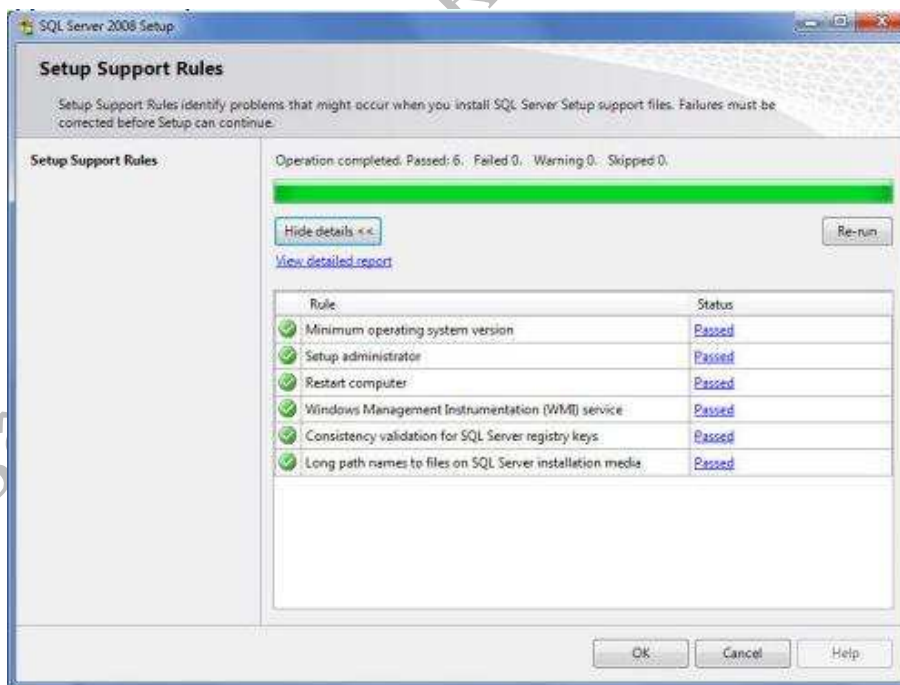 SQL Server 2008 Setup
Setup Support Rules
Setup Support Rules identify problems that might occur when you install SQL Server Setup support files. Failures must be
corrected before Setup can continue.
Setup Support Rules
Operation completed. Passed: 6. Failed 0. Warning 0. Skipped 0.
Hide details <<
Re-run
View detailed report
Rule Status
Minimum operating system version Passed
Setup administrator Passed
Restart computer Passed
Windows Management Instrumentation (WMI) service Passed
Consistency validation for SQL Server registry keys Passed
Long path names to files on SQL Server installation media Passed
OK Cancel Help